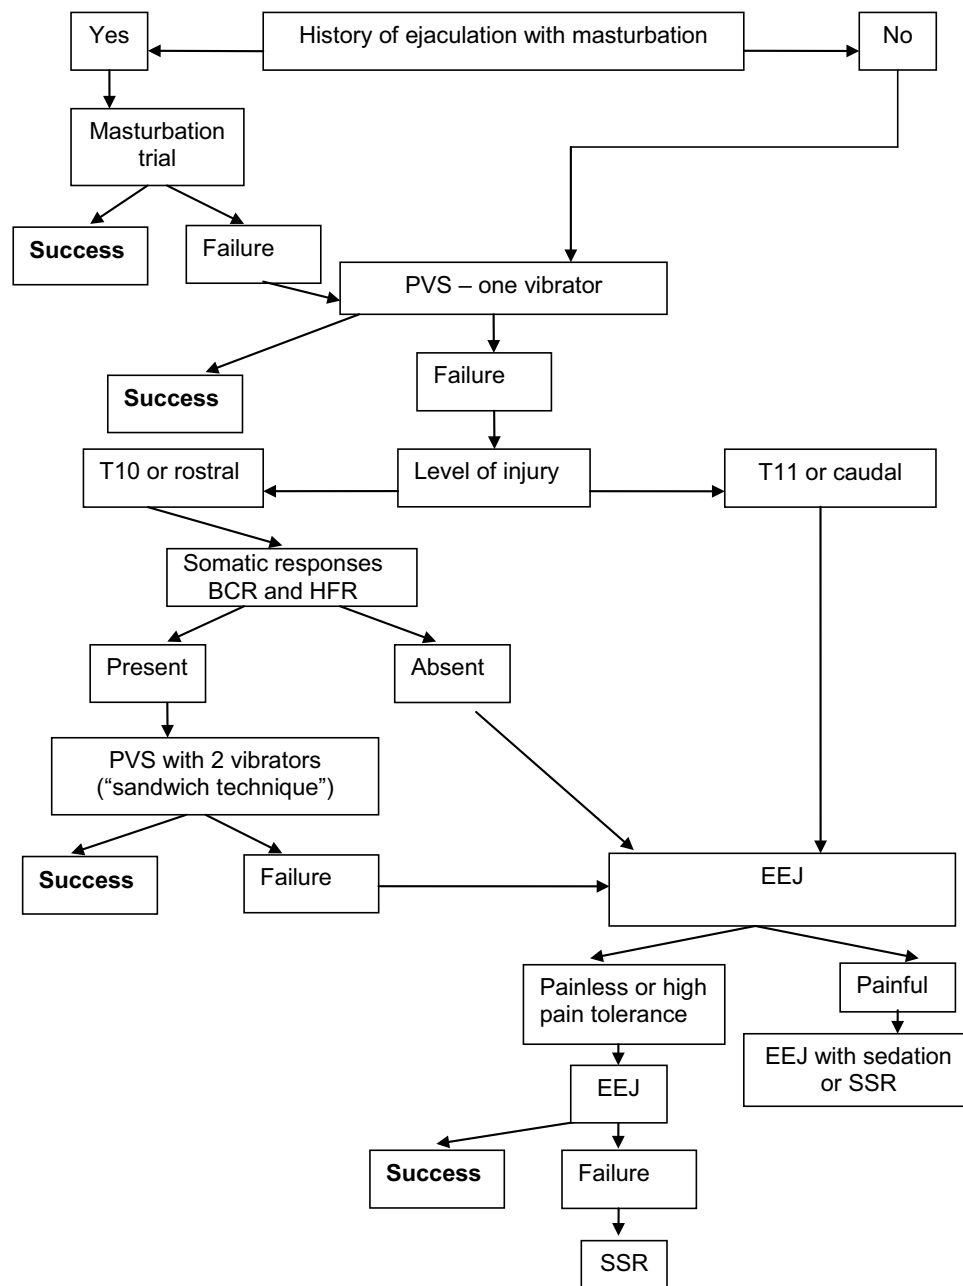 Yes
History of ejaculation with masturbation
No
Masturbation
trial
Success
Failure
PVS – one vibrator
Failure
Success
T10 or rostral
Level of injury
T11 or caudal
Somatic responses
BCR and HFR
Present
Absent
PVS with 2 vibrators
(“sandwich technique”)
Success
Failure
EEJ
Painless or high
pain tolerance
Painful
EEJ with sedation
or SSR
EEJ
Success
Failure
SSR